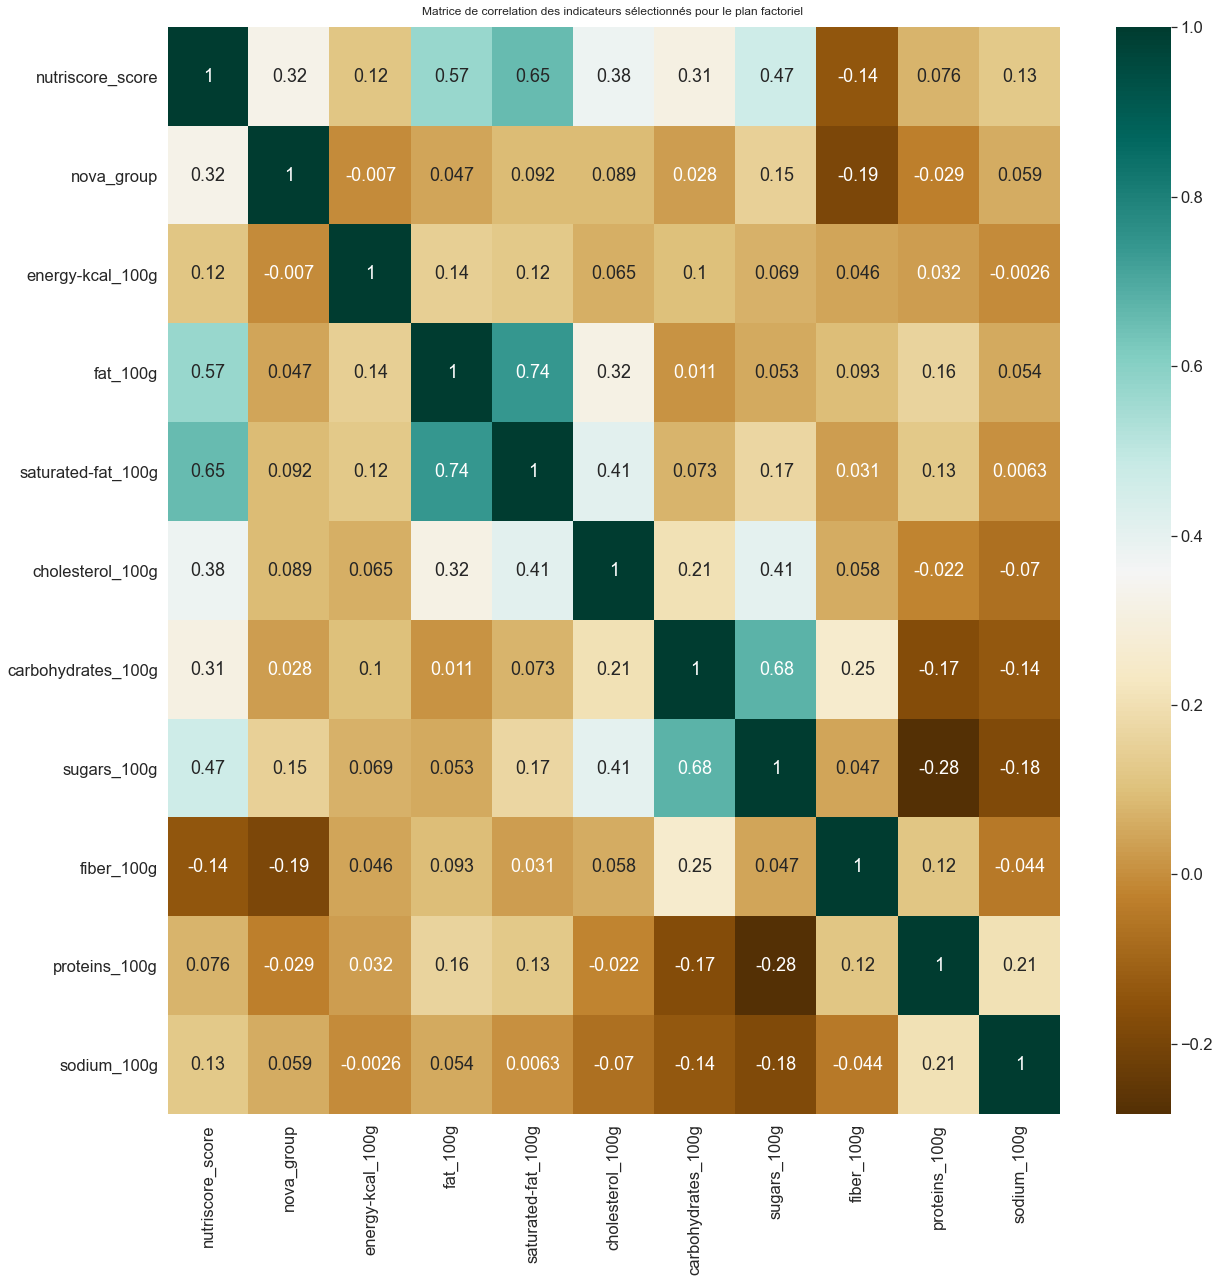 Matrice de correlation des indicateurs sélectionnés pour le plan factoriel
nutriscore_score 1 0.32 0.12 0.57 0.65 0.38 0.31 0.47 -0.14 0.076 0.13
nova_group 0.32 1 -0.007 0.047 0.092 0.089 0.028 0.15 -0.19 -0.029 0.059
energy-kcal_100g 0.12 -0.007 1 0.14 0.12 0.065 0.1 0.069 0.046 0.032 -0.0026
fat_100g 0.57 0.047 0.14 1 0.74 0.32 0.011 0.053 0.093 0.16 0.054
saturated-fat_100g 0.65 0.092 0.12 0.74 1 0.41 0.073 0.17 0.031 0.13 0.0063
cholesterol_100g 0.38 0.089 0.065 0.32 0.41 1 0.21 0.41 0.058 -0.022 -0.07
carbohydrates_100g 0.31 0.028 0.1 0.011 0.073 0.21 1 0.68 0.25 -0.17 -0.14
sugars_100g 0.47 0.15 0.069 0.053 0.17 0.41 0.68 1 0.047 -0.28 -0.18
fiber_100g -0.14 -0.19 0.046 0.093 0.031 0.058 0.25 0.047 1 0.12 -0.044
proteins_100g 0.076 -0.029 0.032 0.16 0.13 -0.022 -0.17 -0.28 0.12 1 0.21
sodium_100g 0.13 0.059 -0.0026 0.054 0.0063 -0.07 -0.14 -0.18 -0.044 0.21 1
nutriscore_score
nova_group
energy-kcal_100g
fat_100g
saturated-fat_100g
cholesterol_100g
carbohydrates_100g
sugars_100g
fiber_100g
proteins_100g
sodium_100g
1.0
0.8
0.6
0.4
0.2
0.0
−0.2